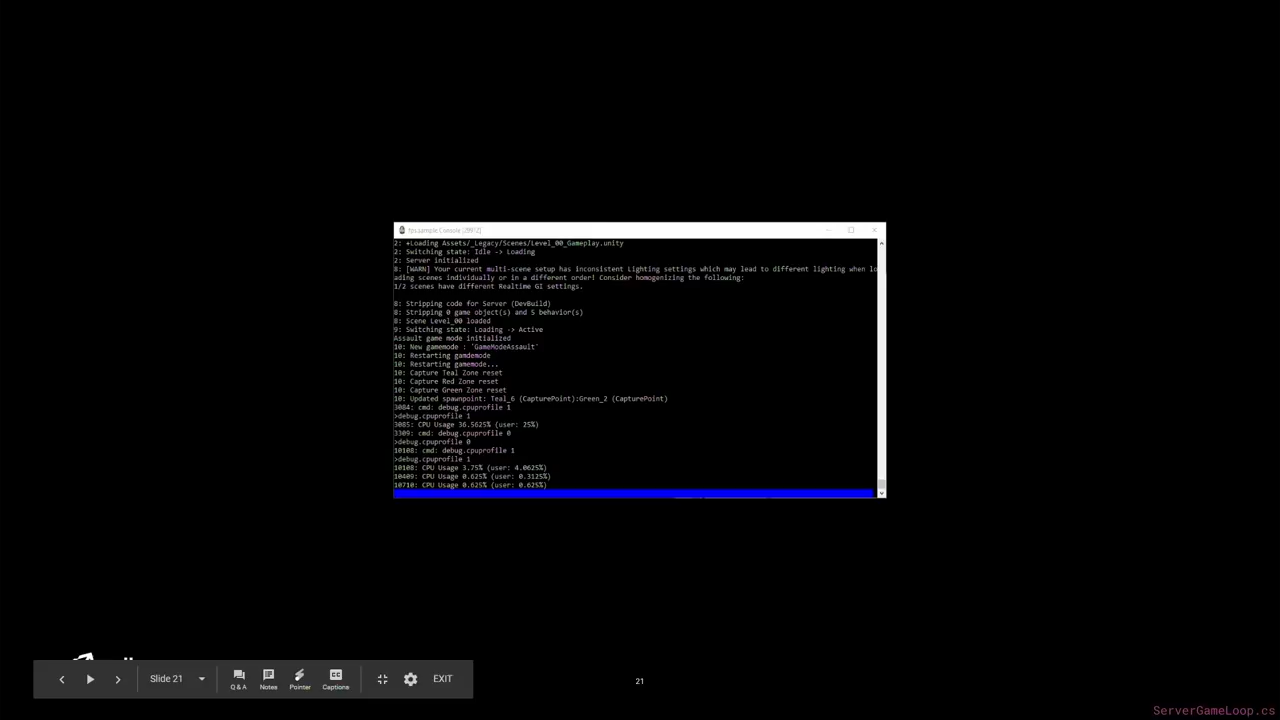 fps.sample Console [28912]
2: +Loading Assets/_Legacy/Scenes/Level_00_Gameplay.unity
2: Switching state: Idle -> Loading
2: Server initialized
8: [WARN] Your current multi-scene setup has inconsistent Lighting settings which may lead to different lighting when lo
ading scenes individually or in a different order! Consider homogenizing the following:
1/2 scenes have different Realtime GI settings.
8: Stripping code for Server (DevBuild)
8: Stripping 0 game object(s) and 5 behavior(s)
8: Scene Level_00 loaded
9: Switching state: Loading -> Active
Assault game mode initialized
10: New gamemode : 'GameModeAssault'
10: Restarting gamdemode
10: Restarting gamemode...
10: Capture Teal Zone reset
10: Capture Red Zone reset
10: Capture Green Zone reset
10: Updated spawnpoint: Teal_6 (CapturePoint):Green_2 (CapturePoint)
3084: cmd: debug.cpuprofile 1
>debug.cpuprofile 1
3085: CPU Usage 36.5625% (user: 25%)
3309: cmd: debug.cpuprofile 0
>debug.cpuprofile 0
10108: cmd: debug.cpuprofile 1
>debug.cpuprofile 1
10108: CPU Usage 3.75% (user: 4.0625%)
10409: CPU Usage 0.625% (user: 0.3125%)
10710: CPU Usage 0.625% (user: 0.625%)
Slide 21
Q & A
Notes
Pointer
CC
Captions
EXIT
21
ServerGameLoop.cs